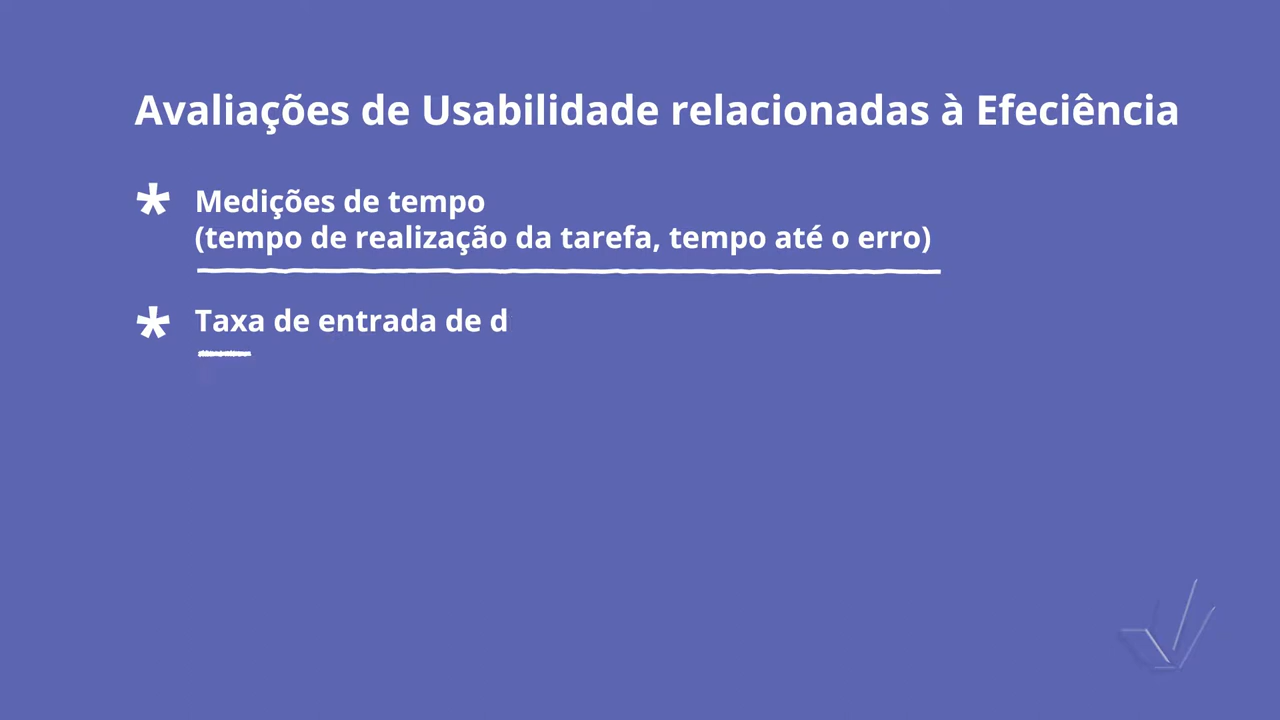 Avaliações de Usabilidade relacionadas à Efeciência
* Medições de tempo
(tempo de realização da tarefa, tempo até o erro)
* Taxa de entrada de d